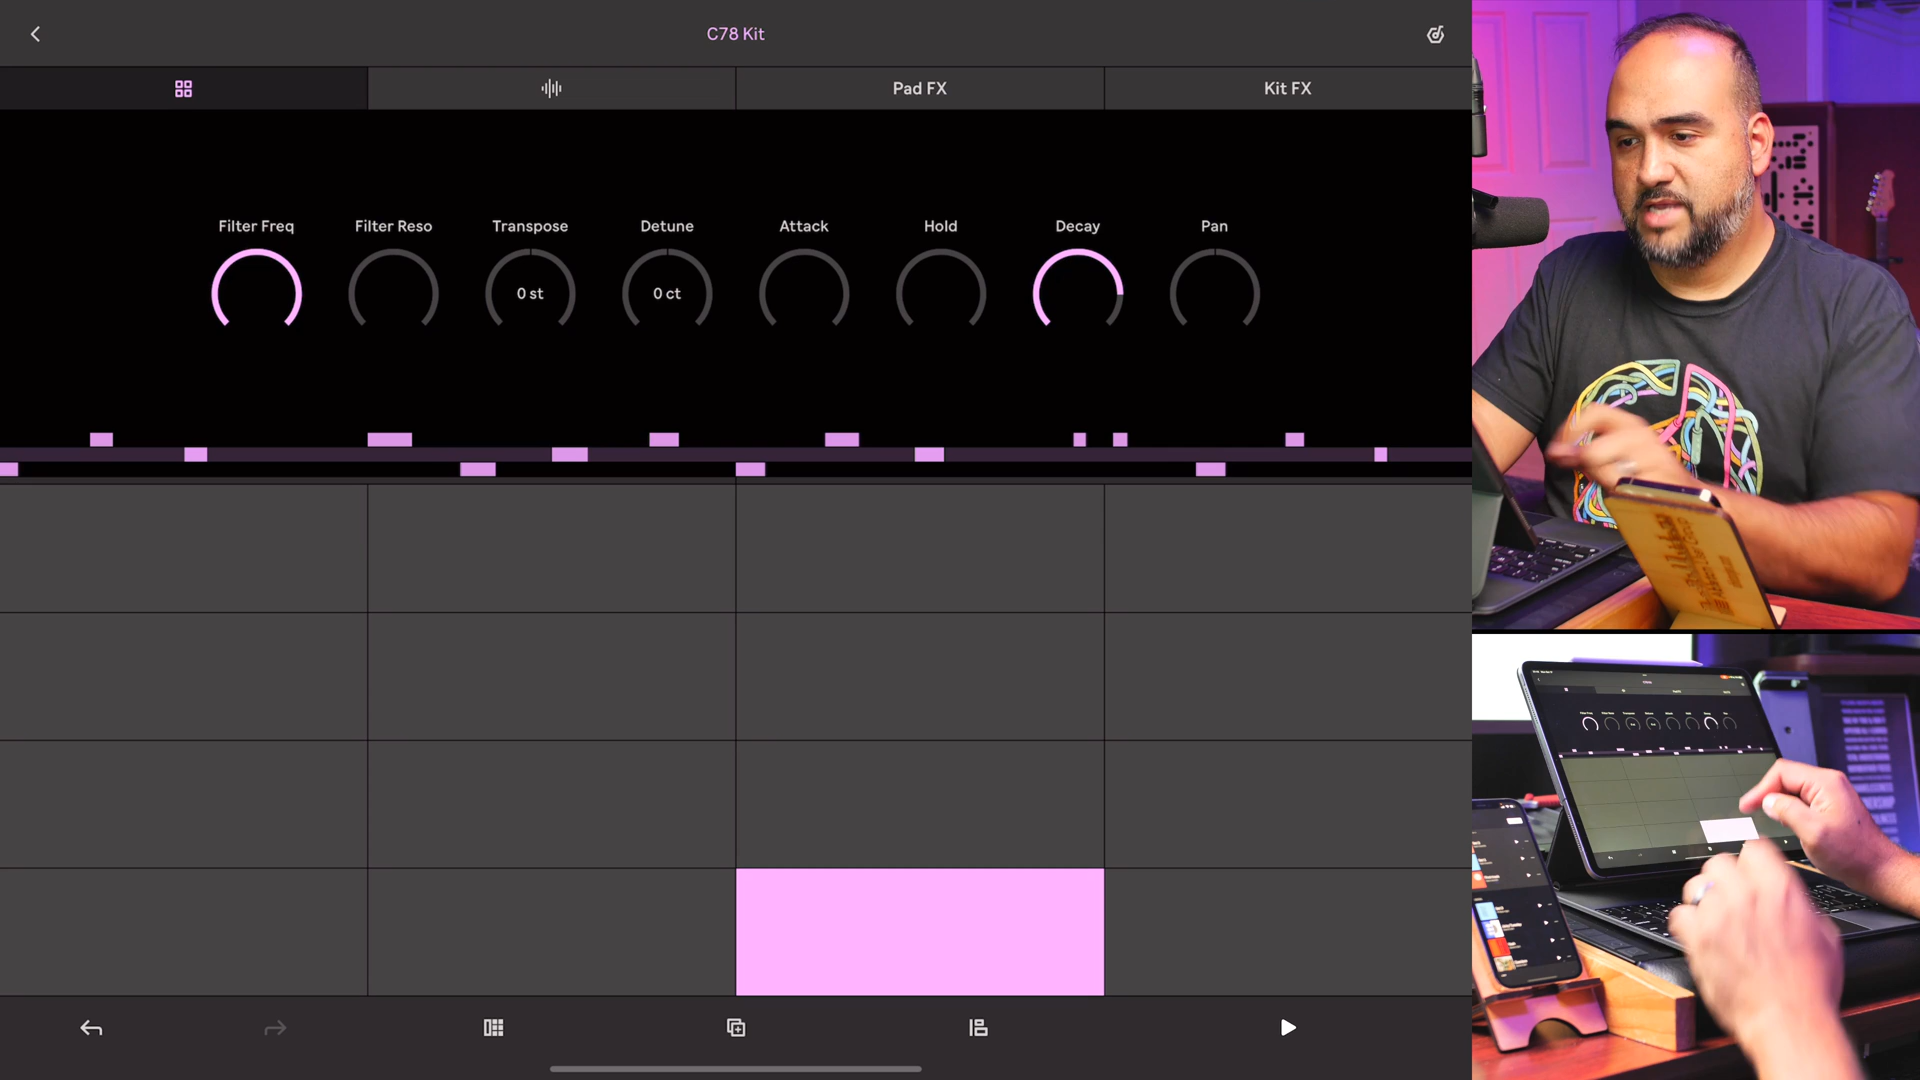 C78 Kit
Pad FX
Kit FX
Filter Freq
Filter Reso
Transpose
Detune
Attack
Hold
Decay
Pan
0 st
0 ct